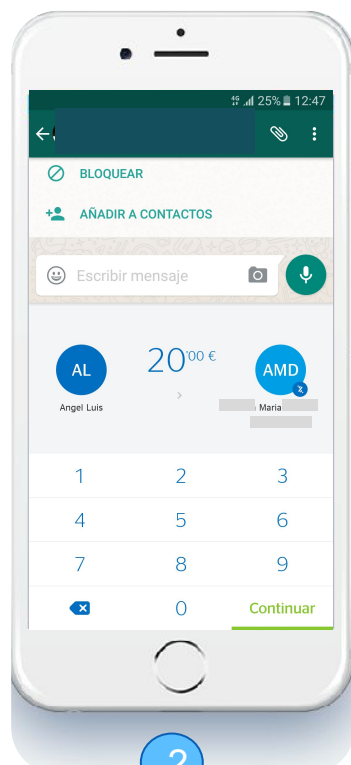 4G 25% 12:47
BLOQUEAR
AÑADIR A CONTACTOS
Escribir mensaje
20'00 €
AL
AMD
Angel Luis
Maria
1 2 3
4 5 6
7 8 9
0 Continuar
2